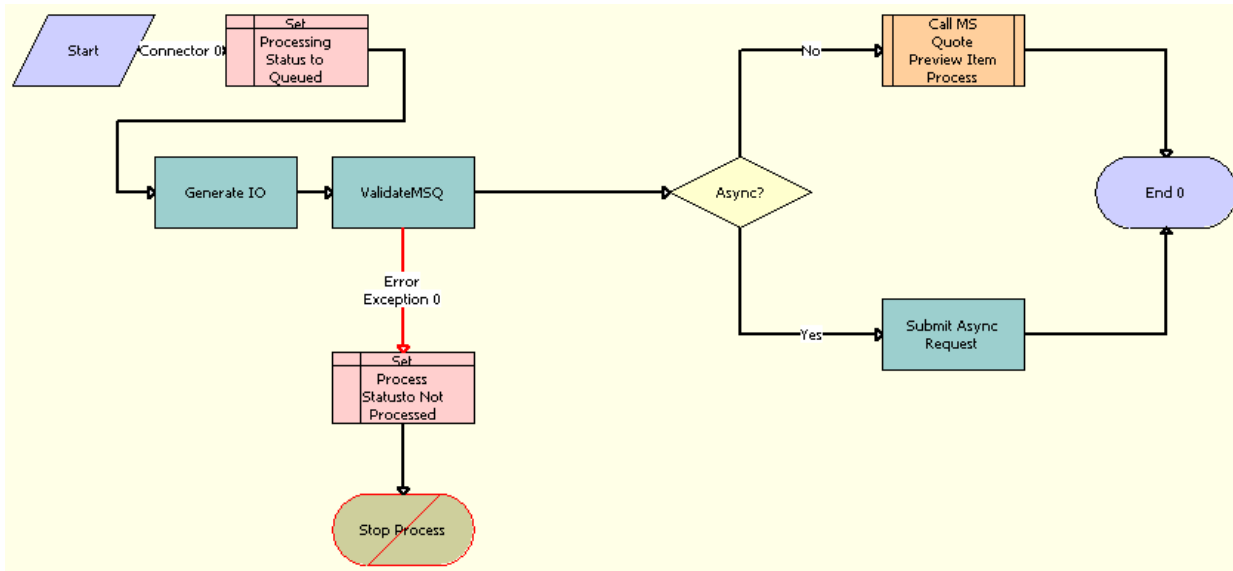 Start
Connector 0
Set
Processing
Status to
Queued
No
Call MS
Quote
Preview Item
Process
Generate IO
ValidateMSQ
Async?
End 0
Error
Exception 0
Yes
Submit Async
Request
Set
Process
Statusto Not
Processed
Stop Process